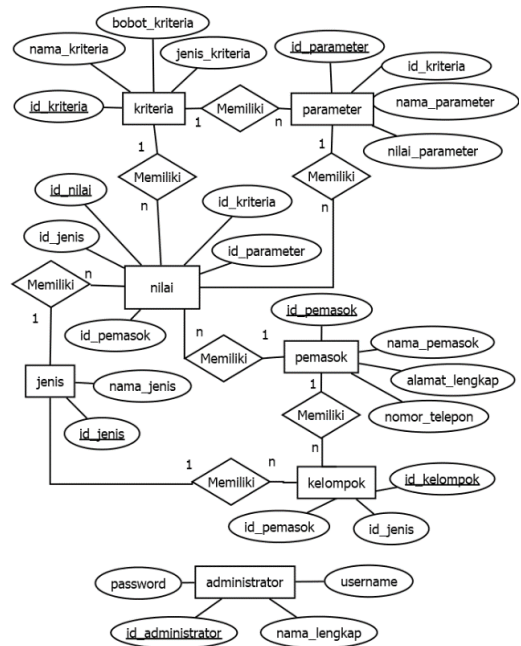 bobot_kriteria
nama_kriteria
jenis_kriteria
id_kriteria
kriteria
1
Memiliki
n
parameter
id_parameter
id_kriteria
nama_parameter
nilai_parameter
1
Memiliki
n
1
Memiliki
n
id_nilai
id_kriteria
id_jenis
id_parameter
Memiliki
n
1
nilai
id_pemasok
n
Memiliki
1
id_pemasok
pemasok
nama_pemasok
alamat_lengkap
nomor_telepon
jenis
nama_jenis
id_jenis
1
Memiliki
n
1
Memiliki
n
kelompok
id_kelompok
id_pemasok
id_jenis
password
administrator
username
id_administrator
nama_lengkap